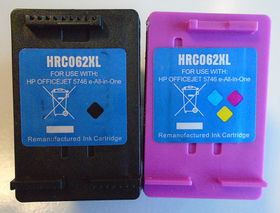 HRC062XL
FOR USE WITH:
HP OFFICEJET 5746 e-All-in-One
Remanufactured Ink Cartridge
HRC062XL
FOR USE WITH:
HP OFFICEJET 5746 e-All-in-One
Remanufactured Ink Cartridge